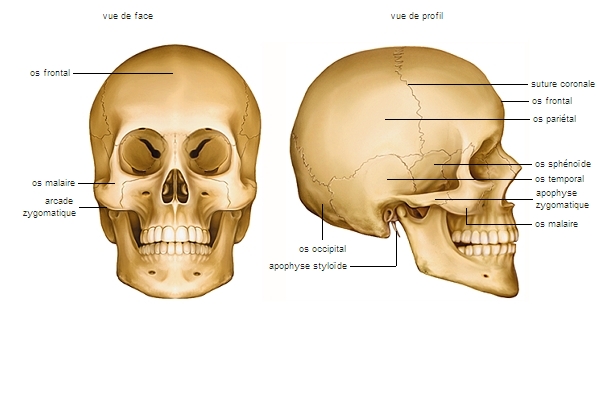 vue de face
vue de profil
os frontal
os malaire
arcade
zygomatique
suture coronale
os frontal
os pariétal
os sphénoïde
os temporal
apophyse
zygomatique
os malaire
os occipital
apophyse styloïde